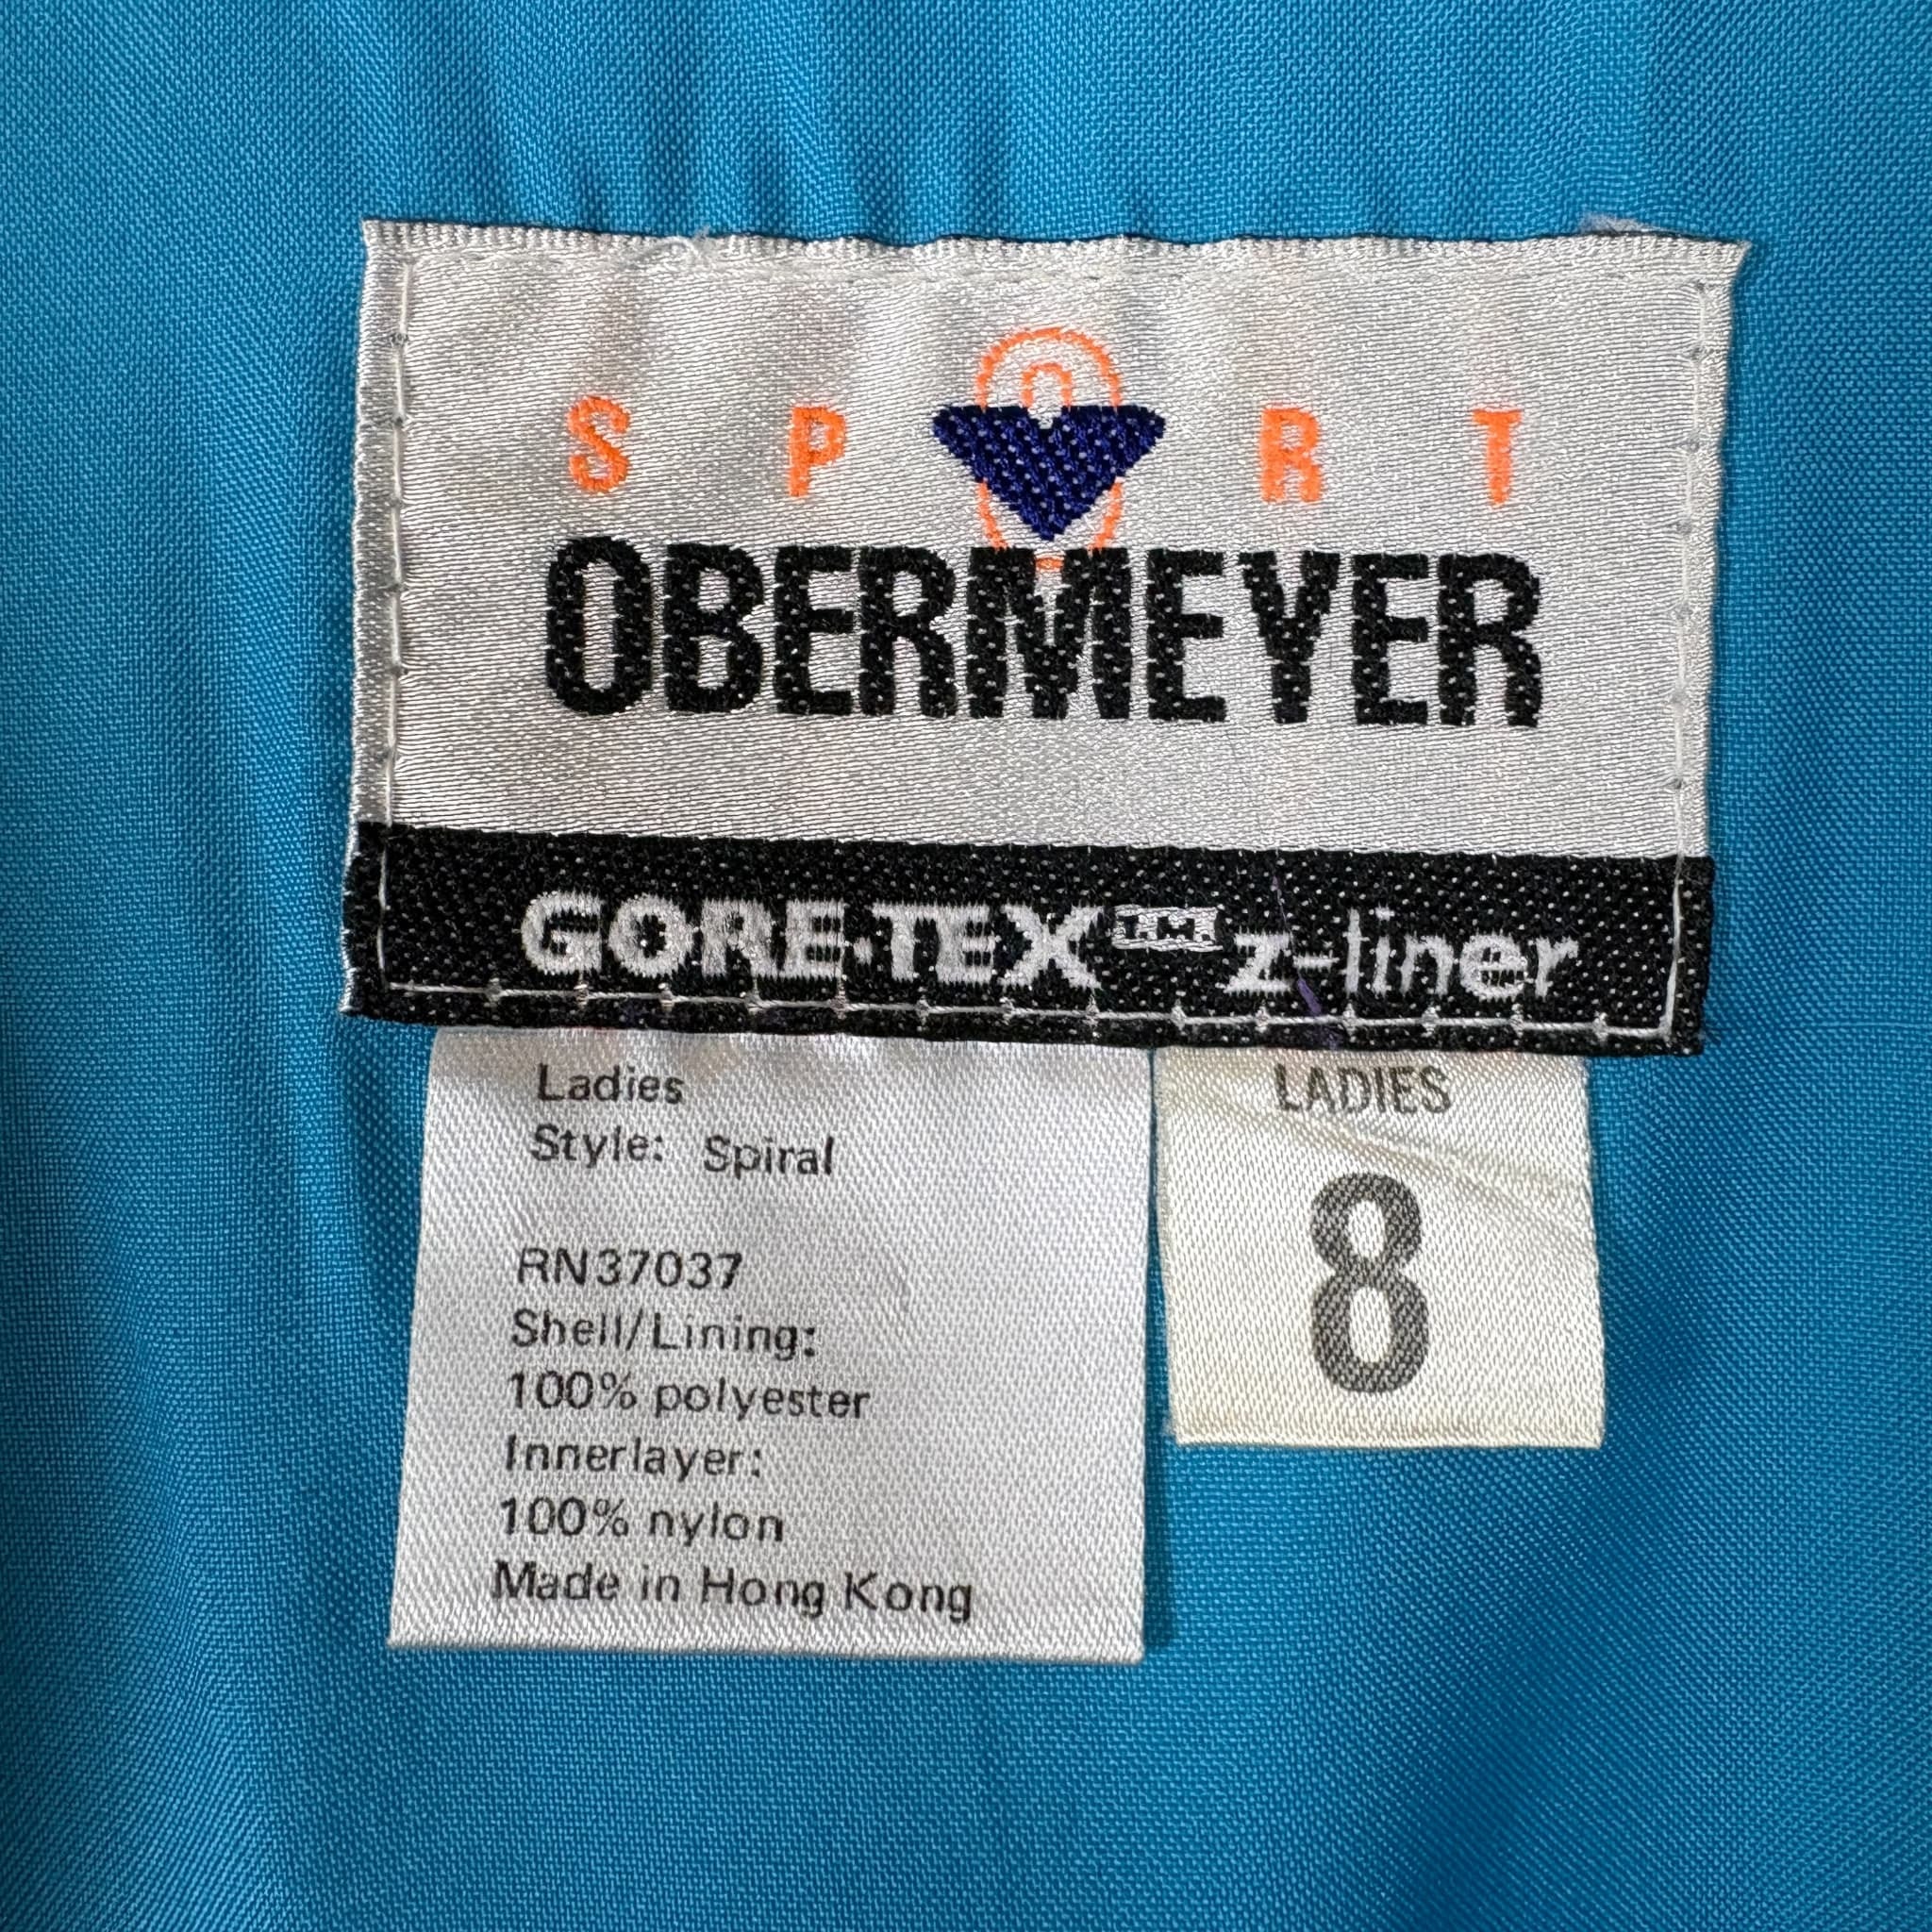 SPORT
OBERMEYER
GORE-TEX T.M. z-liner
Ladies
Style: Spiral
RN37037
Shell/Lining:
100% polyester
Innerlayer:
100% nylon
Made in Hong Kong
LADIES
8